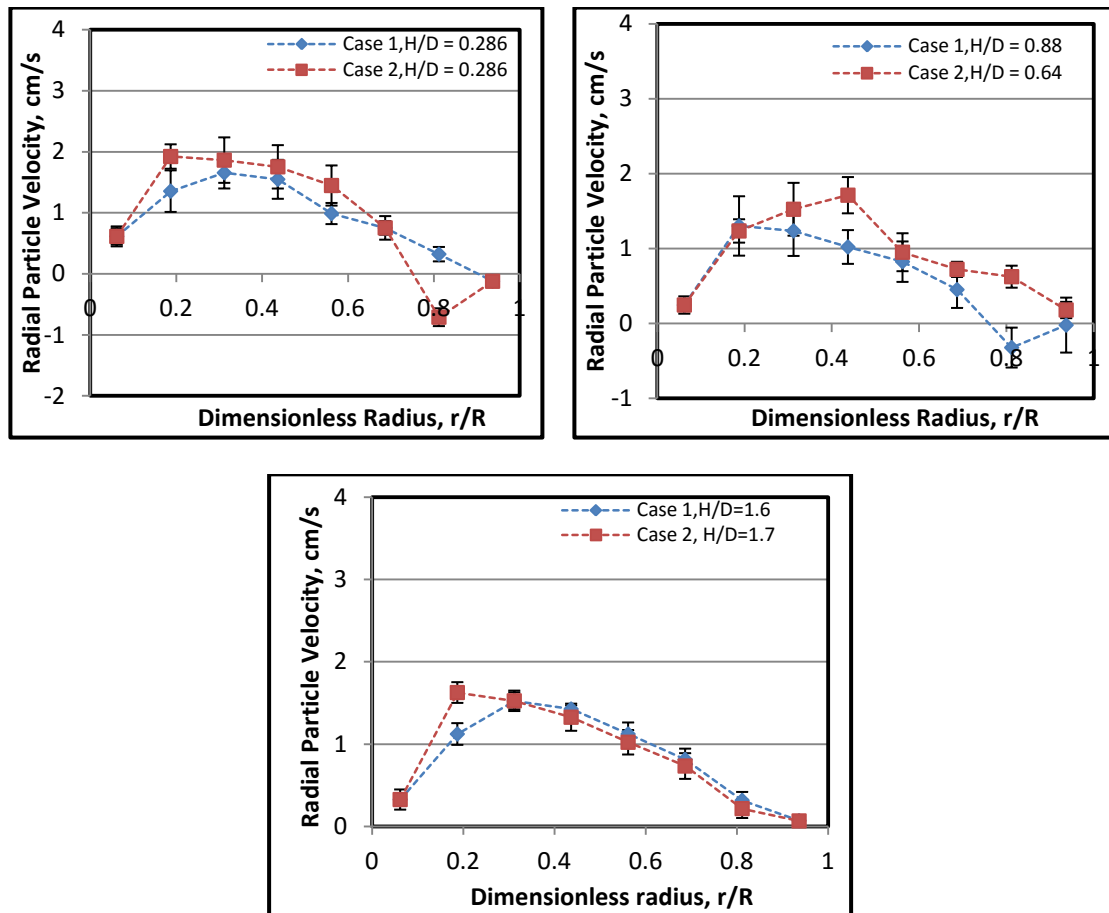 Case 1,H/D = 0.286
Case 2,H/D = 0.286
Radial Particle Velocity, cm/s
4
3
2
1
0
-1
-2
0 0.2 0.4 0.6 0.8 1
Dimensionless Radius, r/R
Case 1,H/D = 0.88
Case 2,H/D = 0.64
Radial Particle Velocity, cm/s
4
3
2
1
0
-1
0 0.2 0.4 0.6 0.8 1
Dimensionless Radius, r/R
Case 1,H/D=1.6
Case 2, H/D=1.7
Radial Particle Velocity, cm/s
4
3
2
1
0
0 0.2 0.4 0.6 0.8 1
Dimensionless radius, r/R